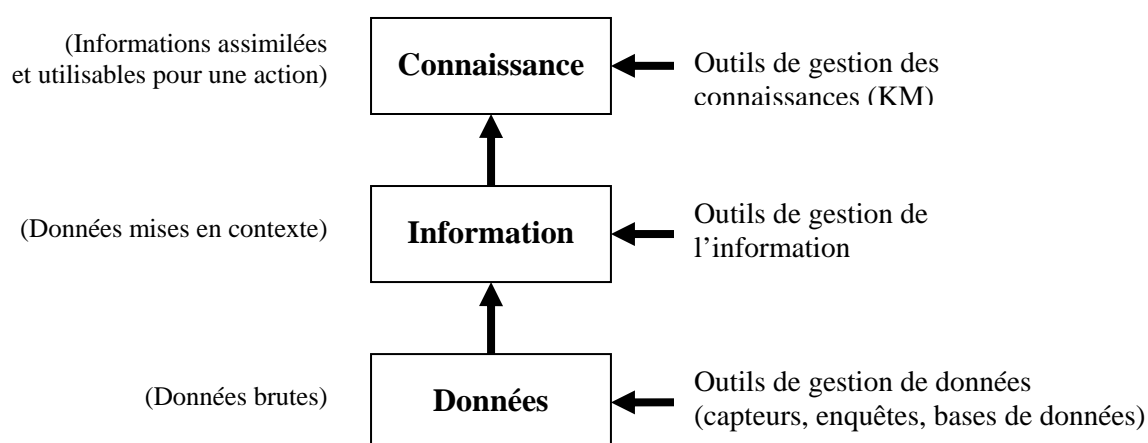 (Informations assimilées
et utilisables pour une action)
Connaissance
Outils de gestion des
connaissances (KM)
(Données mises en contexte)
Information
Outils de gestion de
l’information
(Données brutes)
Données
Outils de gestion de données
(capteurs, enquêtes, bases de données)